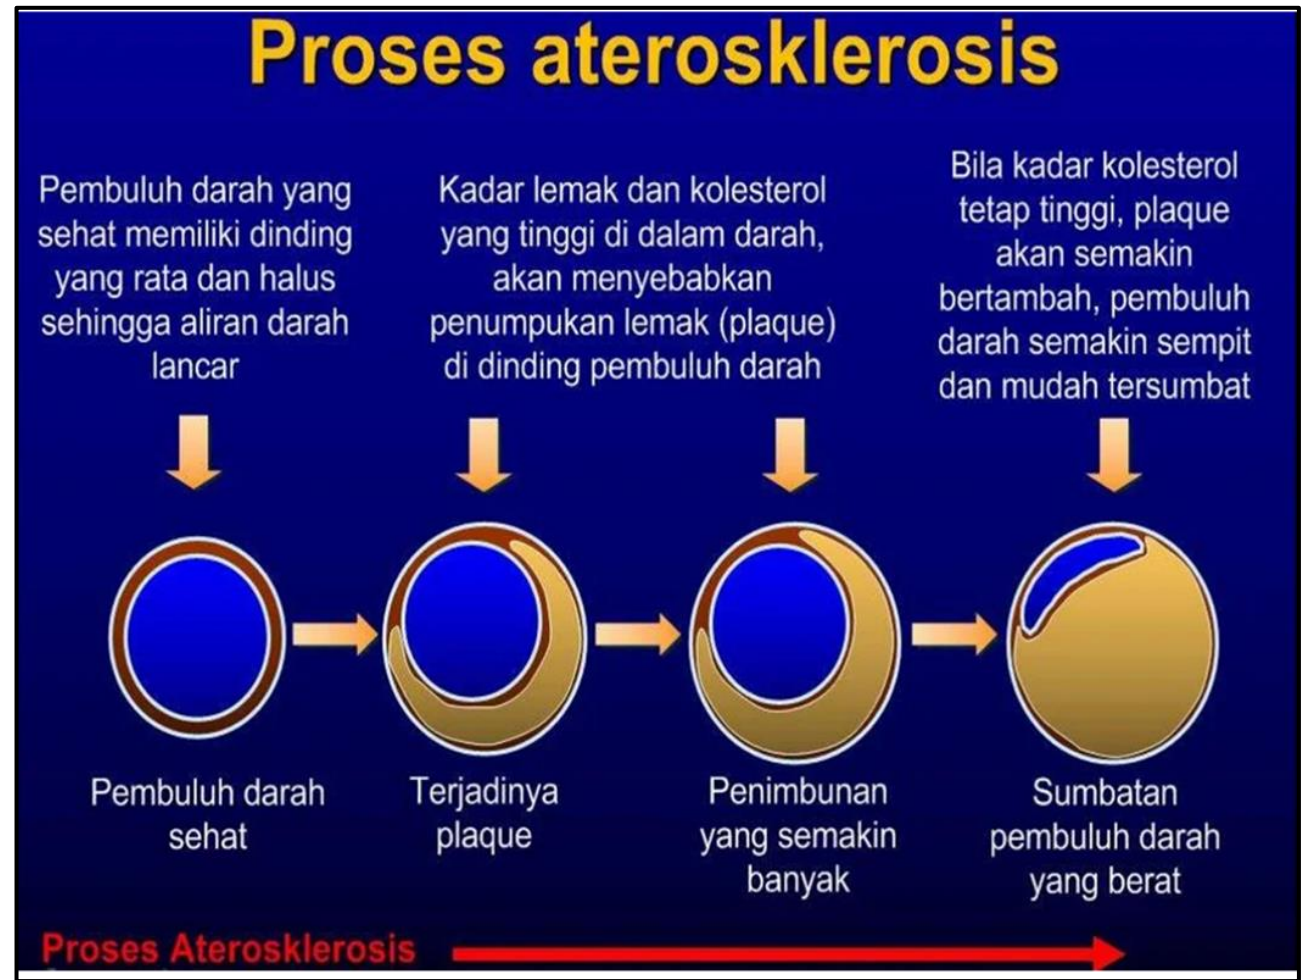 Proses aterosklerosis
Pembuluh darah yang
sehat memiliki dinding
yang rata dan halus
sehingga aliran darah
lancar
Kadar lemak dan kolesterol
yang tinggi di dalam darah,
akan menyebabkan
penumpukan lemak (plaque)
di dinding pembuluh darah
Bila kadar kolesterol
tetap tinggi, plaque
akan semakin
bertambah, pembuluh
darah semakin sempit
dan mudah tersumbat
Pembuluh darah
sehat
Terjadinya
plaque
Penimbunan
yang semakin
banyak
Sumbatan
pembuluh darah
yang berat
Proses Aterosklerosis